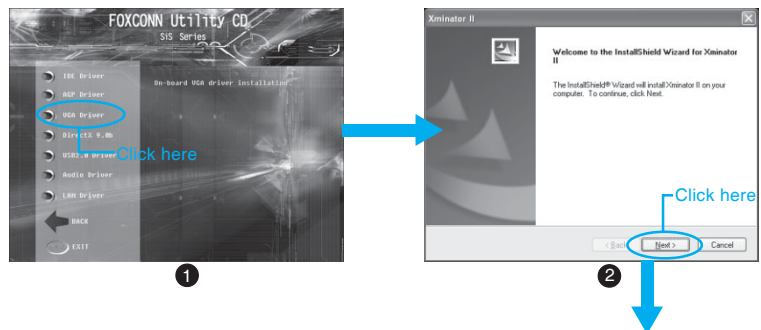 FOXCONN Utility CD
SiS Series
IDE Driver
AGP Driver
VGA Driver
DirectX 9.0b
USB2.0 Driver
Audio Driver
LAN Driver
BACK
EXIT
On-board VGA driver installation.
Click here
1
Xminator II
Welcome to the InstallShield Wizard for Xminator
II
The InstallShield® Wizard will install Xminator II on your
computer. To continue, click Next.
Click here
< Back
Next >
Cancel
2